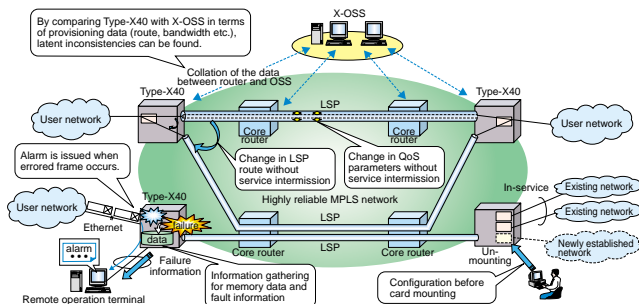 X-OSS
By comparing Type-X40 with X-OSS in terms
of provisioning data (route, bandwidth etc.),
latent inconsistencies can be found.
Collation of the data
between router and OSS
Type-X40
LSP
Type-X40
User network
Core
router
Core
router
User network
Change in LSP
route without
service intermission
Change in QoS
parameters without
service intermission
Alarm is issued when
errored frame occurs.
Type-X40
Highly reliable MPLS network
In-service
Existing network
User network
Ethernet
failure
data
LSP
Existing network
alarm
Core router
LSP
Core router
Un-
mounting
Newly established
network
Failure
information
Information gathering
for memory data and
fault information
Configuration before
card mounting
Remote operation terminal